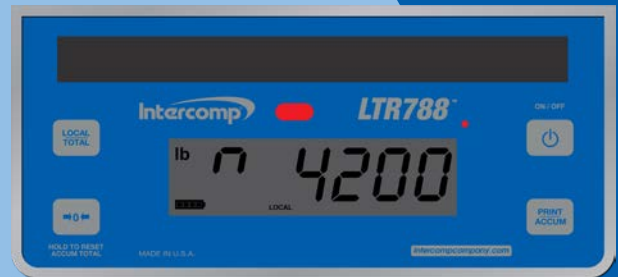 Intercomp
LTR788™
ON / OFF
LOCAL
TOTAL
lb n 4200
LOCAL
➡0⬅
PRINT
ACCUM
HOLD TO RESET
ACCUM TOTAL
MADE IN U.S.A.
intercompcompany.com